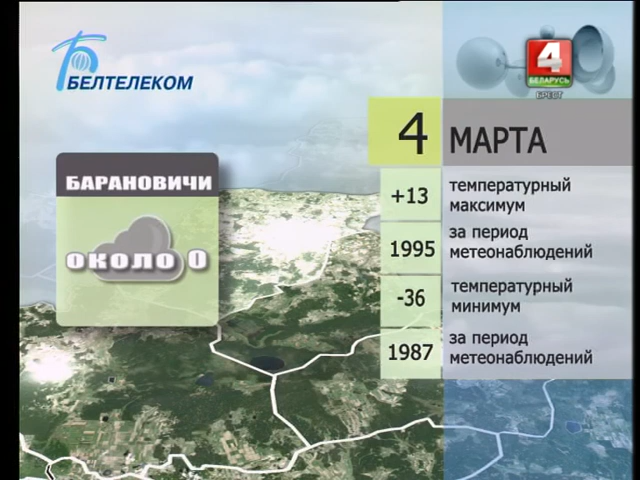 БЕЛТЕЛЕКОМ
4
БЕЛАРУСЬ
БРЕСТ
4 МАРТА
БАРАНОВИЧИ
около 0
+13 температурный
максимум
1995 за период
метеонаблюдений
-36 температурный
минимум
1987 за период
метеонаблюдений